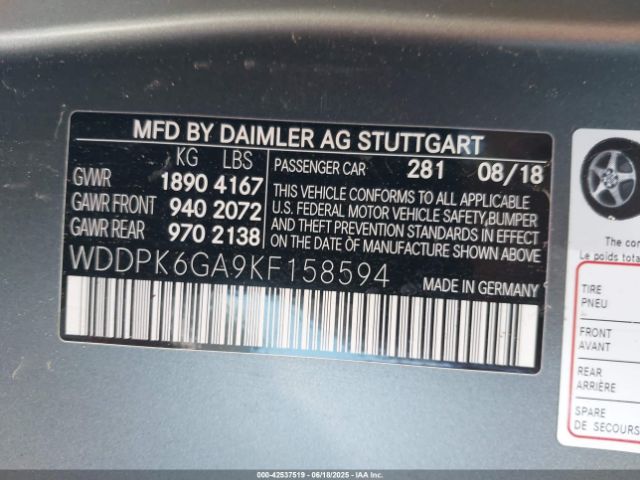 MFD BY DAIMLER AG STUTTGART
KG LBS
GVWR 1890 4167
GAWR FRONT 940 2072
GAWR REAR 970 2138
PASSENGER CAR 281 08/18
THIS VEHICLE CONFORMS TO ALL APPLICABLE
U.S. FEDERAL MOTOR VEHICLE SAFETY,BUMPER
AND THEFT PREVENTION STANDARDS IN EFFECT
ON THE DATE OF MANUFACTURE SHOWN ABOVE
WDDPK6GA9KF158594
MADE IN GERMANY
The
Le poids total
TIRE
PNEU
FRONT
AVANT
REAR
ARRIÈRE
SPARE
DE SECOURS
000-42537519 - 06/18/2025 - IAA Inc.